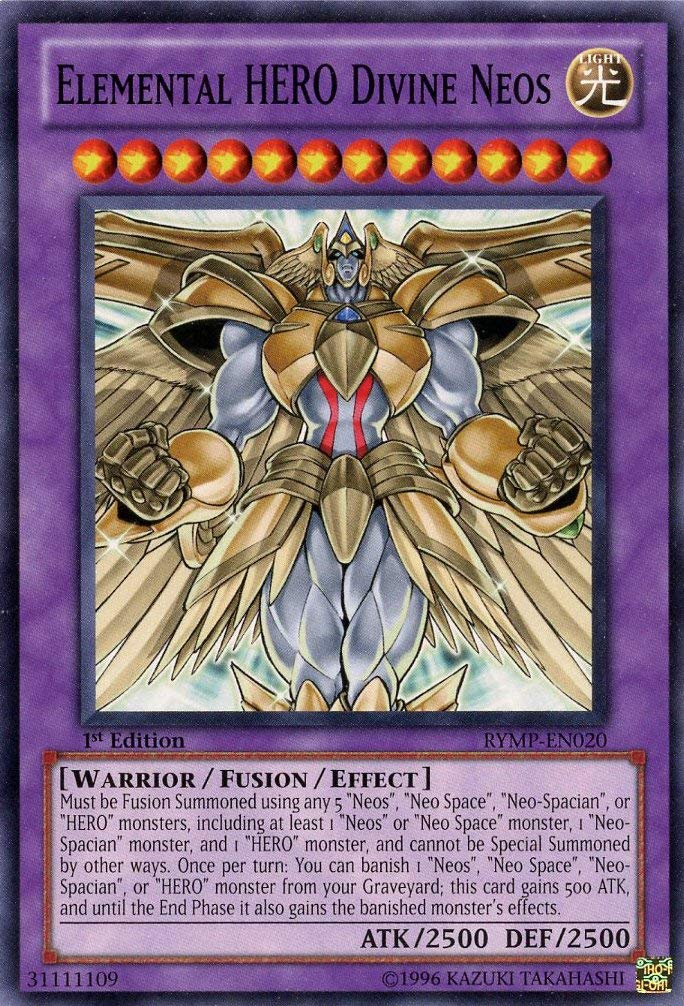 ELEMENTAL HERO DIVINE NEOS
LIGHT
光
1st Edition
RYMP-EN020
[WARRIOR / FUSION / EFFECT]
Must be Fusion Summoned using any 5 "Neos", "Neo Space", "Neo-Spacian", or
"HERO" monsters, including at least 1 "Neos" or "Neo Space" monster, 1 "Neo-
Spacian" monster, and 1 "HERO" monster, and cannot be Special Summoned
by other ways. Once per turn: You can banish 1 "Neos", "Neo Space", "Neo-
Spacian", or "HERO" monster from your Graveyard; this card gains 500 ATK,
and until the End Phase it also gains the banished monster's effects.
ATK/2500 DEF/2500
31111109
©1996 KAZUKI TAKAHASHI